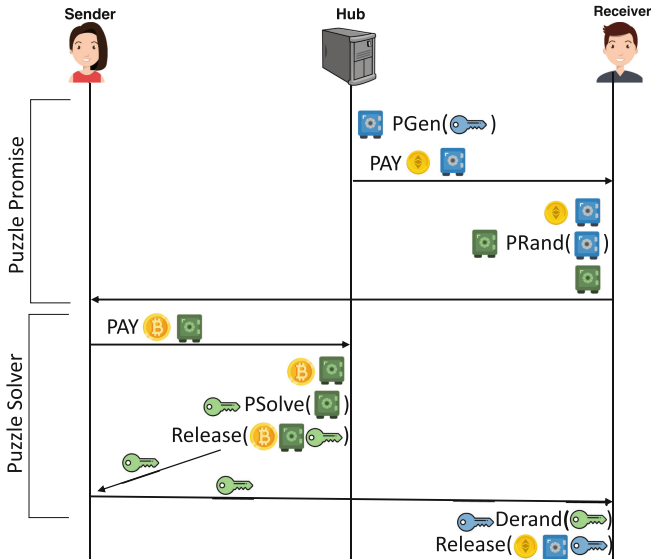 Sender
Hub
Receiver
Puzzle Promise
PGen( )
PAY
PRand( )
Puzzle Solver
PAY
PSolve( )
Release( )
Derand( )
Release( )